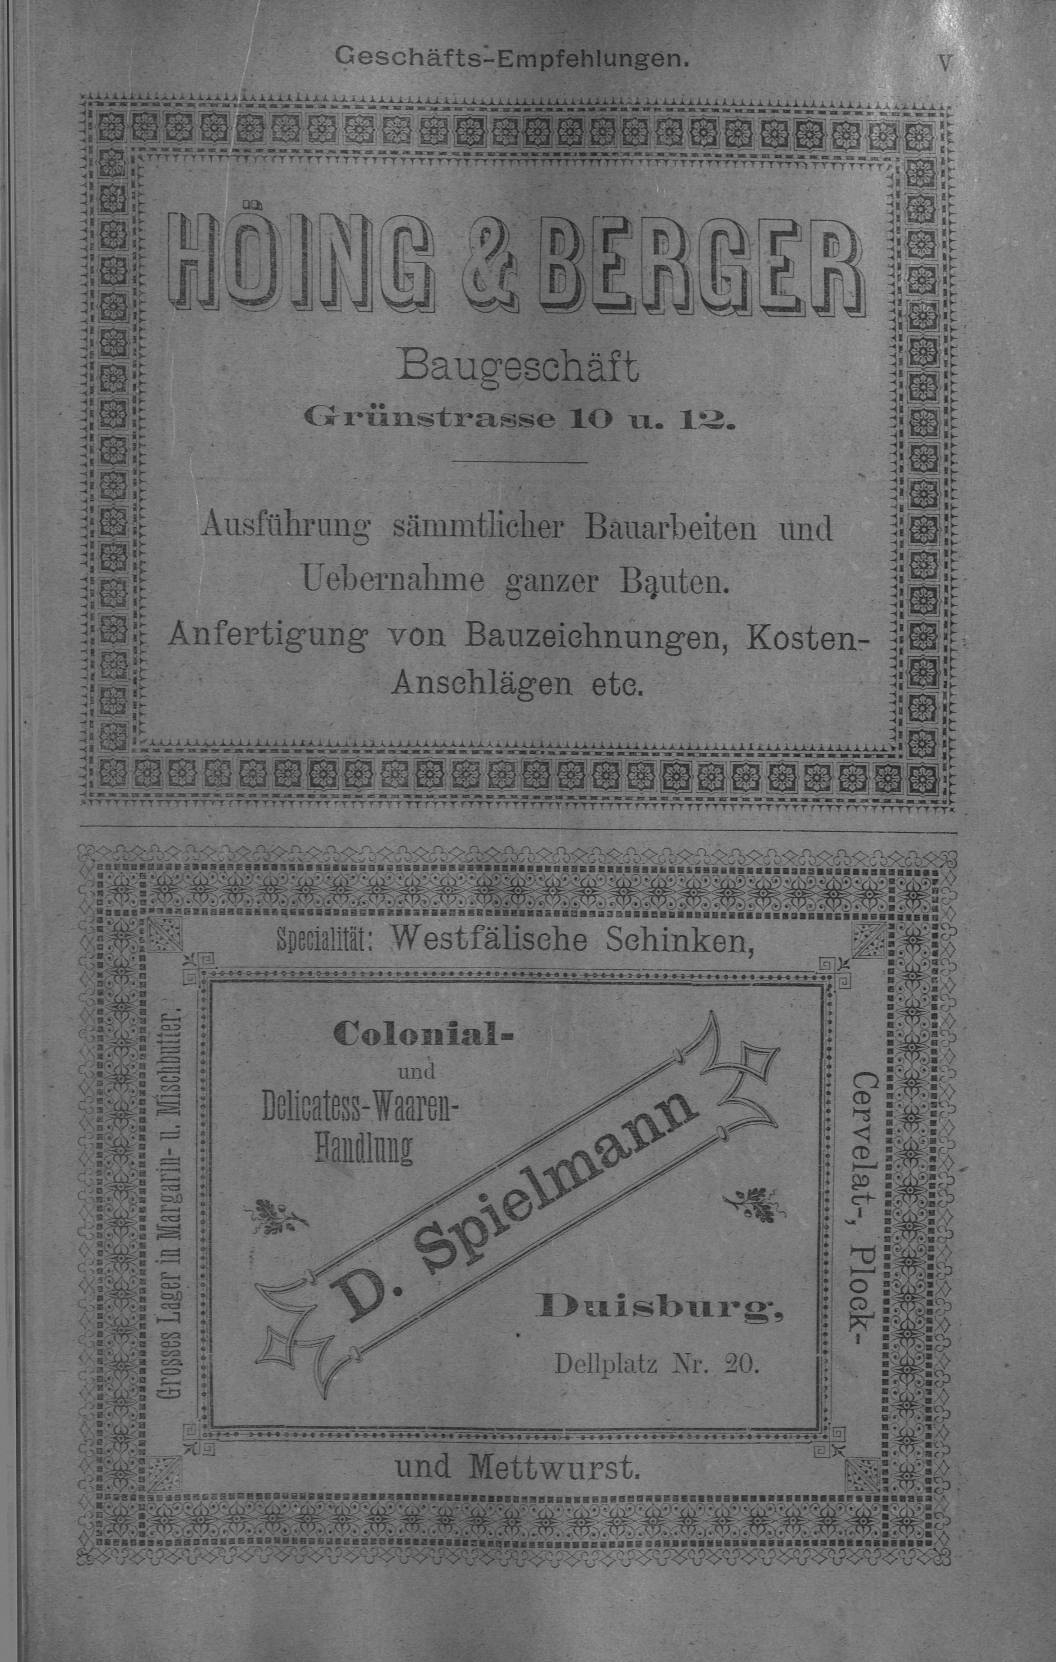 Geschäfts-Empfehlungen.
V
HÖING & BERGER
Baugeschäft
Grünstrasse 10 u. 12.
Ausführung sämmtlicher Bauarbeiten und
Uebernahme ganzer Bauten.
Anfertigung von Bauzeichnungen, Kosten-
Anschlägen etc.
Specialität: Westfälische Schinken,
Cervelat-, Plock-
und Mettwurst.
Grosses Lager in Margarin- u. Mischbutter.
Colonial-
und
Delicatess-Waaren-
Handlung
D. Spielmann
Duisburg,
Dellplatz Nr. 20.